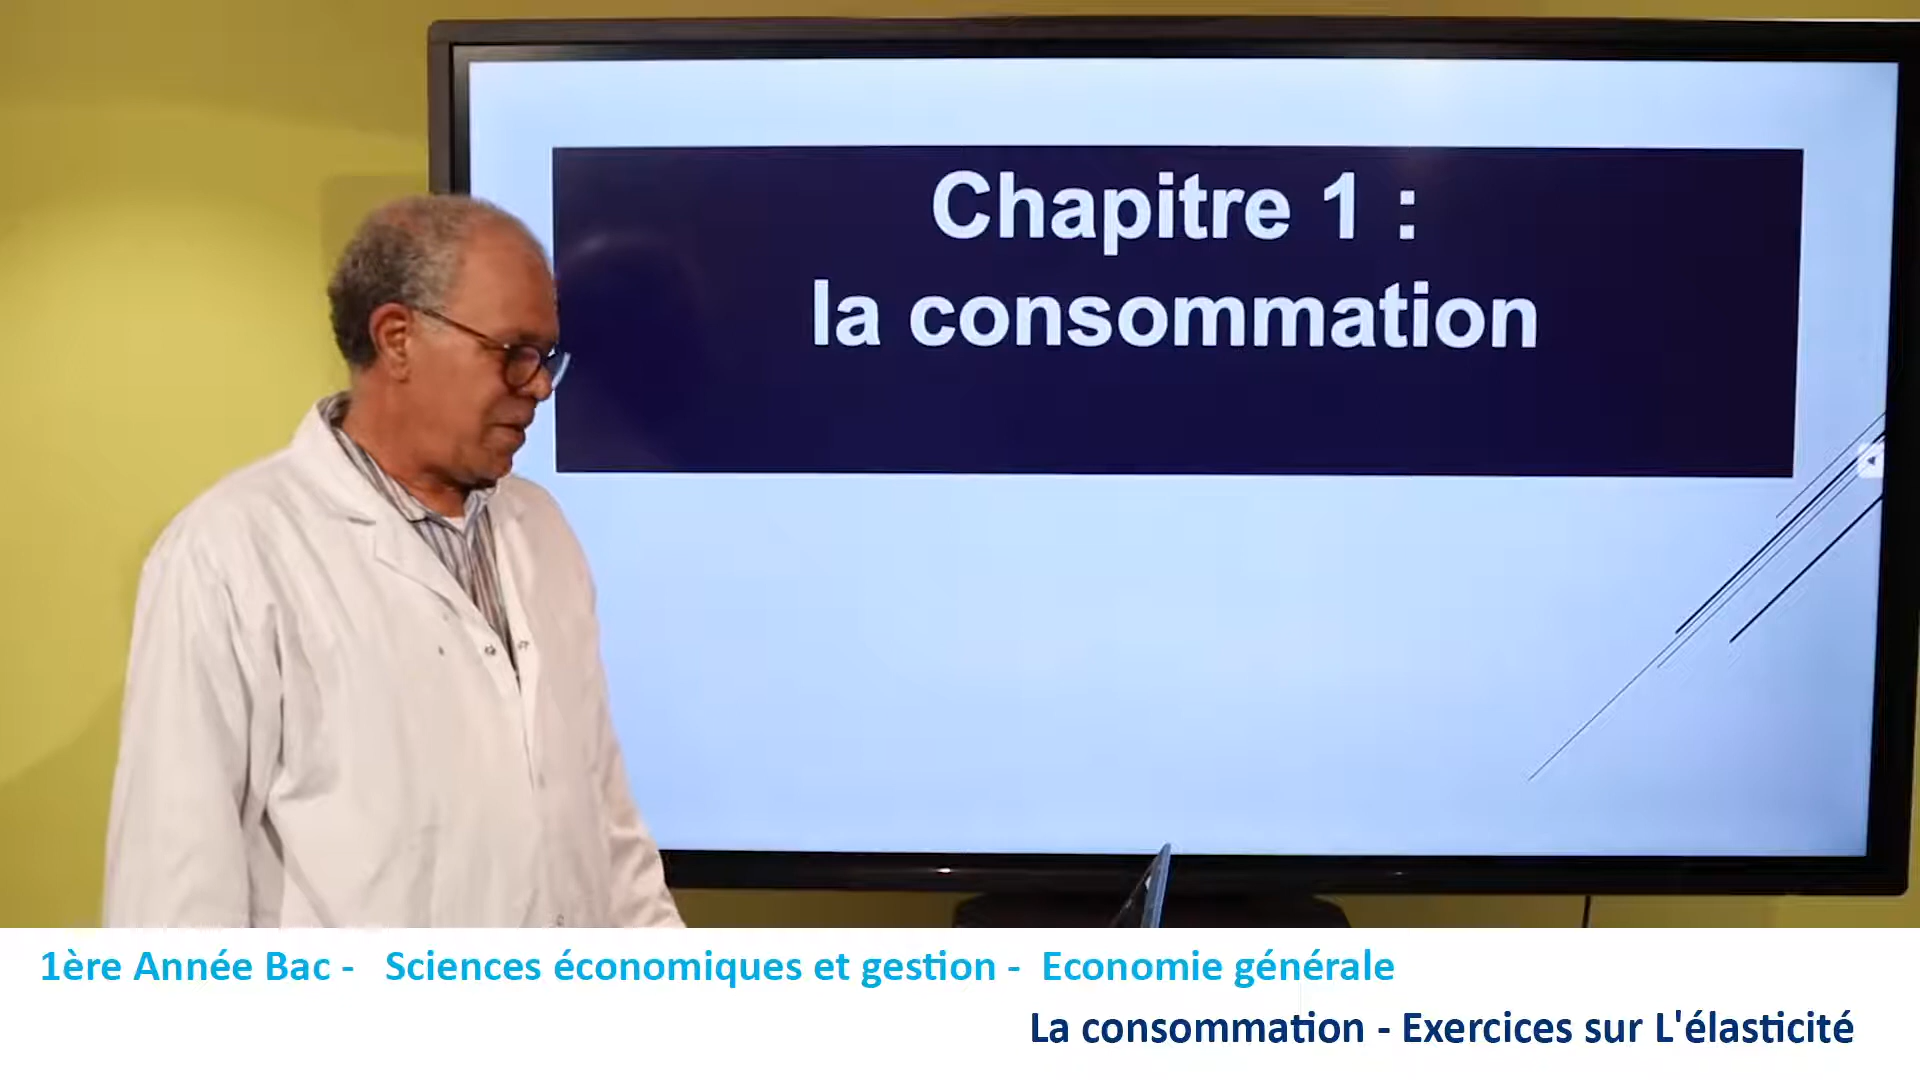 Chapitre 1 :
la consommation
1ère Année Bac - Sciences économiques et gestion - Economie générale
La consommation - Exercices sur L'élasticité